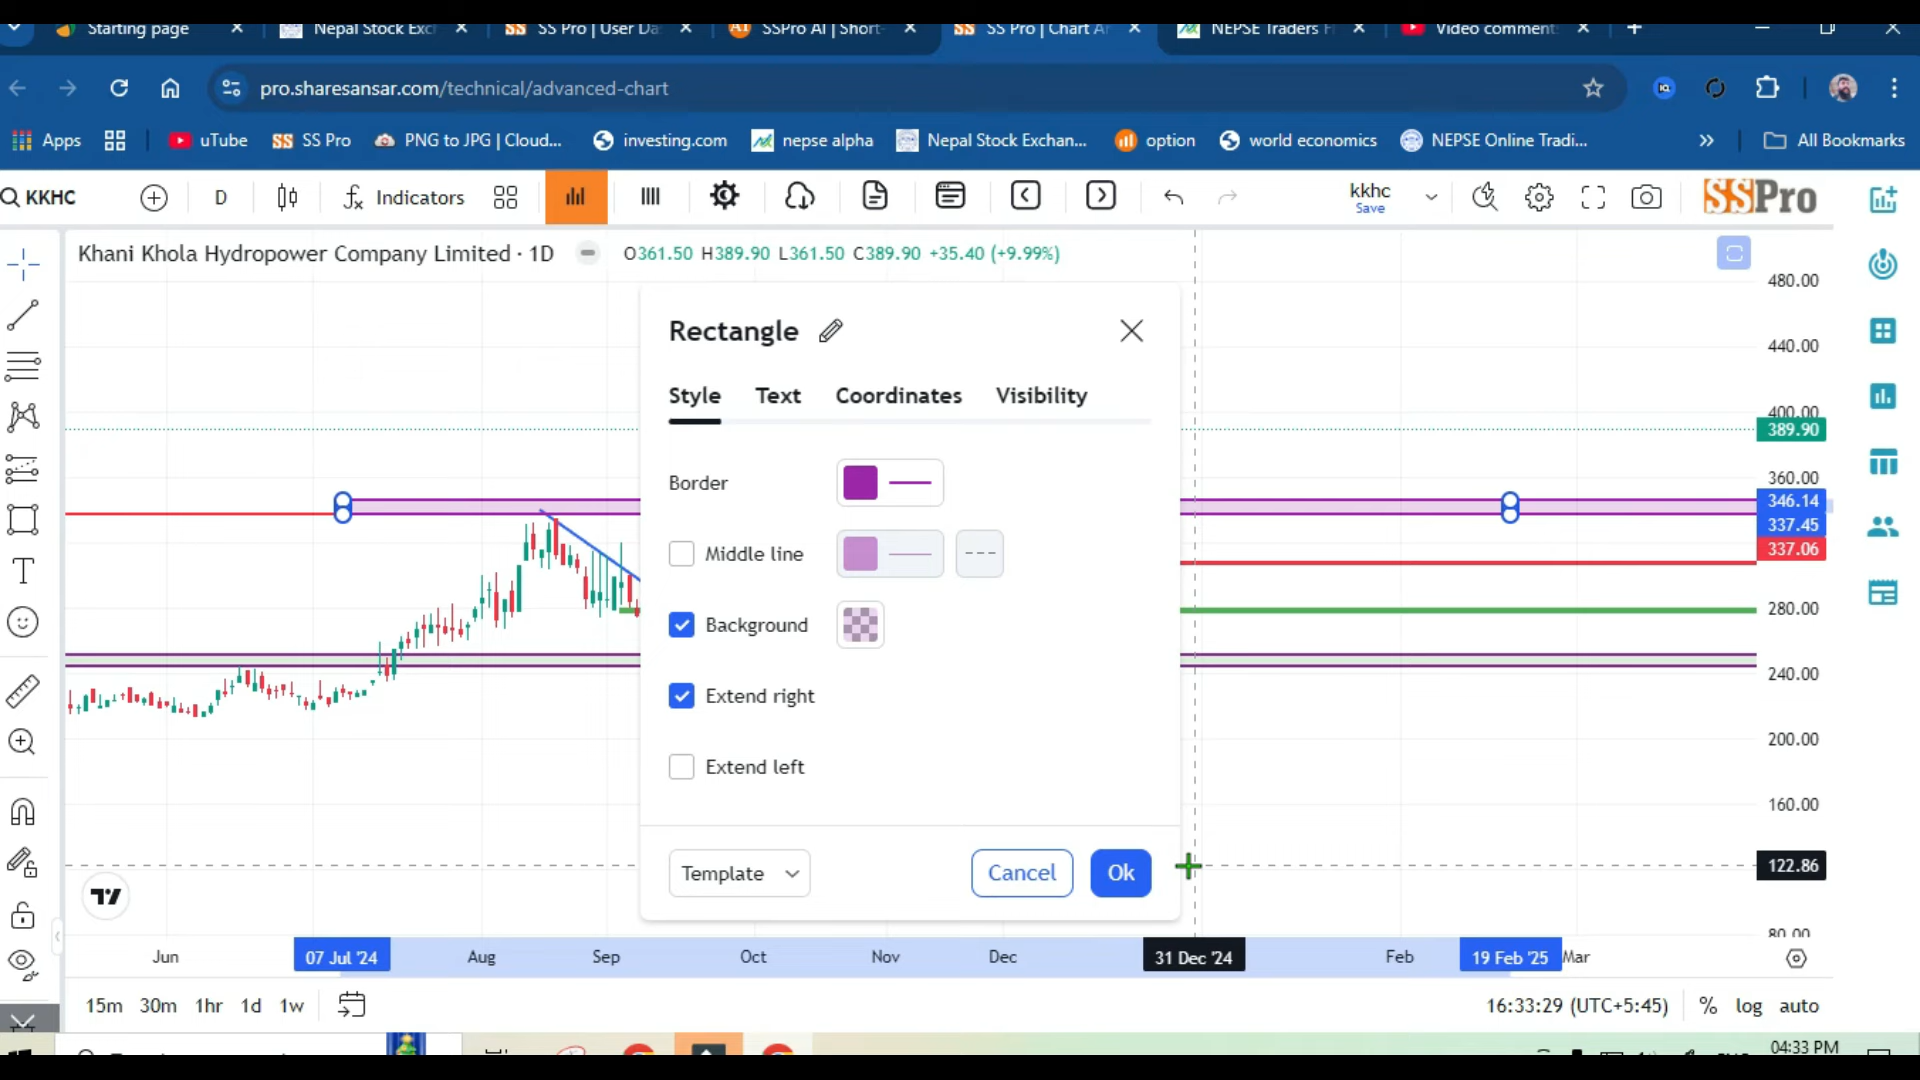 Starting page
Nepal Stock Exc
SS Pro | User Da
SSPro AI | Short-
SS Pro | Chart A
NEPSE Traders
Video comment
pro.sharesansar.com/technical/advanced-chart
Apps
uTube
SS Pro
PNG to JPG | Cloud...
investing.com
nepse alpha
Nepal Stock Exchan...
option
world economics
NEPSE Online Tradi...
All Bookmarks
KKHC
D
Indicators
kkhc
Save
SSPro
Khani Khola Hydropower Company Limited · 1D
O361.50 H389.90 L361.50 C389.90 +35.40 (+9.99%)
480.00
440.00
400.00
389.90
360.00
346.14
337.45
337.06
280.00
240.00
200.00
160.00
122.86
80.00
Rectangle
Style
Text
Coordinates
Visibility
Border
Middle line
Background
Extend right
Extend left
Template
Cancel
Ok
Jun
07 Jul '24
Aug
Sep
Oct
Nov
Dec
31 Dec '24
Feb
19 Feb '25
Mar
15m
30m
1hr
1d
1w
16:33:29 (UTC+5:45)
%
log
auto
04:33 PM